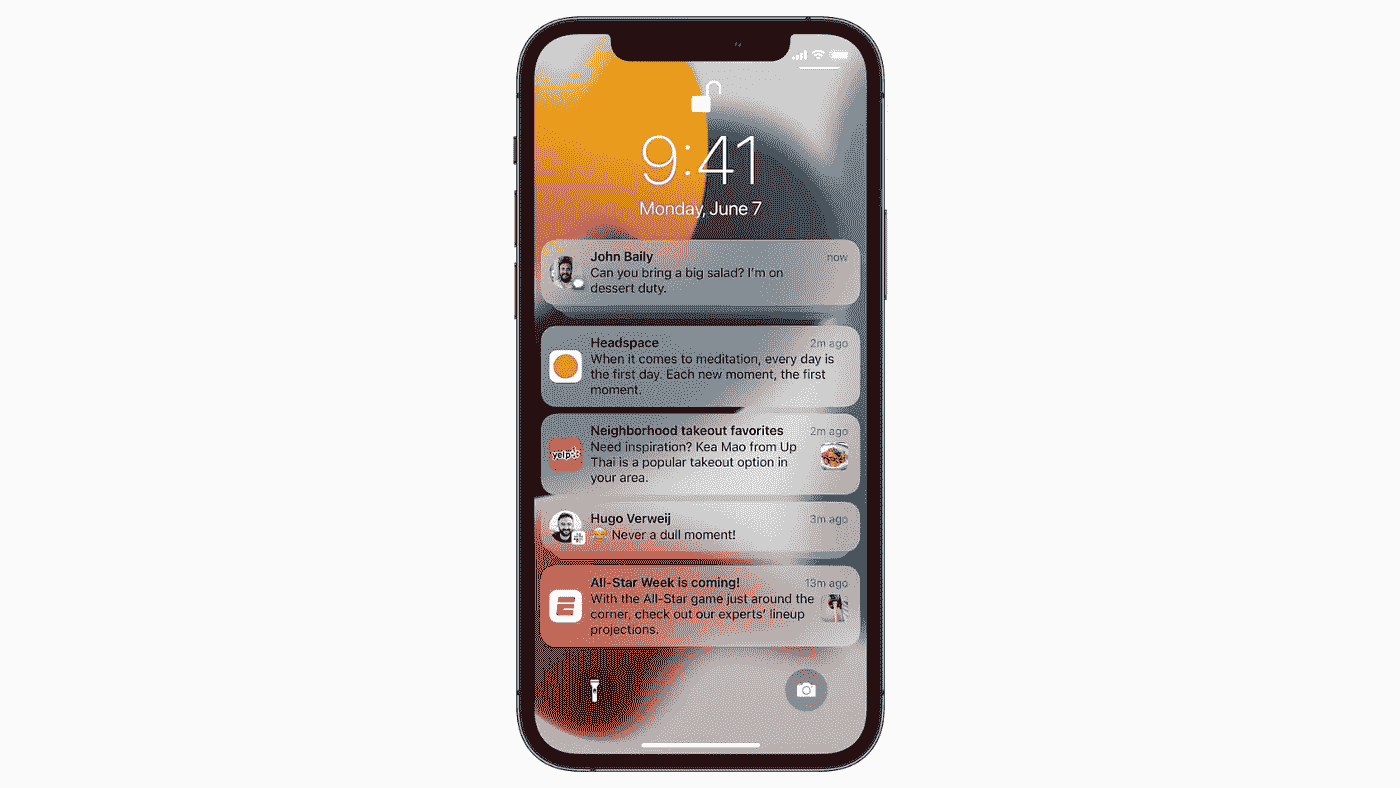 9:41
Monday, June 7
John Baily
now
Can you bring a big salad? I'm on
dessert duty.
Headspace
2m ago
When it comes to meditation, every day is
the first day. Each new moment, the first
moment.
Neighborhood takeout favorites
2m ago
yelp
Need inspiration? Kea Mao from Up
Thai is a popular takeout option in
your area.
Hugo Verweij
3m ago
🥰 Never a dull moment!
All-Star Week is coming!
13m ago
With the All-Star game just around the
corner, check out our experts' lineup
projections.